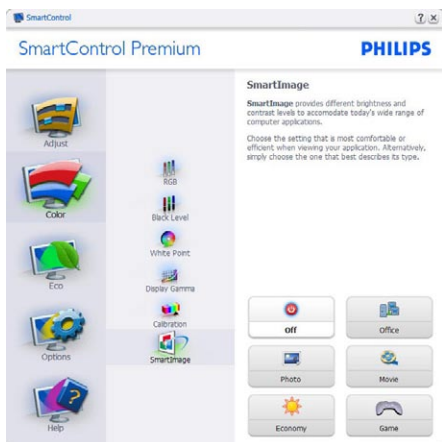 SmartControl
SmartControl Premium
PHILIPS
Adjust
Color
Eco
Options
Help
RGB
Black Level
White Point
Display Gamma
Calibration
SmartImage
SmartImage
SmartImage provides different brightness and
contrast levels to accomodate today's wide range of
computer applications.
Choose the setting that is most comfortable or
efficient when viewing your application. Alternatively,
simply choose the one that best describes its type.
Off
Office
Photo
Movie
Economy
Game